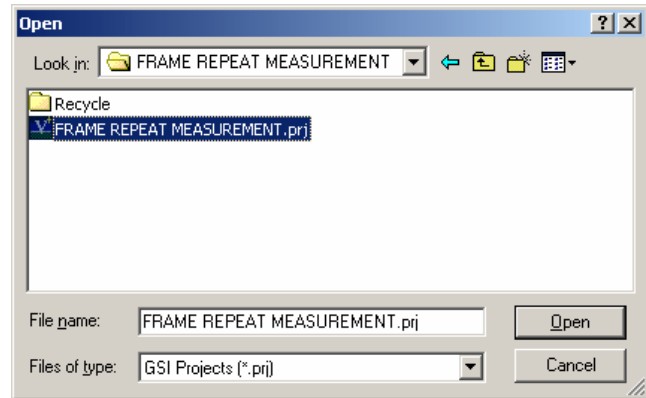 Open
Look in: FRAME REPEAT MEASUREMENT
Recycle
FRAME REPEAT MEASUREMENT.prj
File name: FRAME REPEAT MEASUREMENT.prj Open
Files of type: GSI Projects (*.prj) Cancel